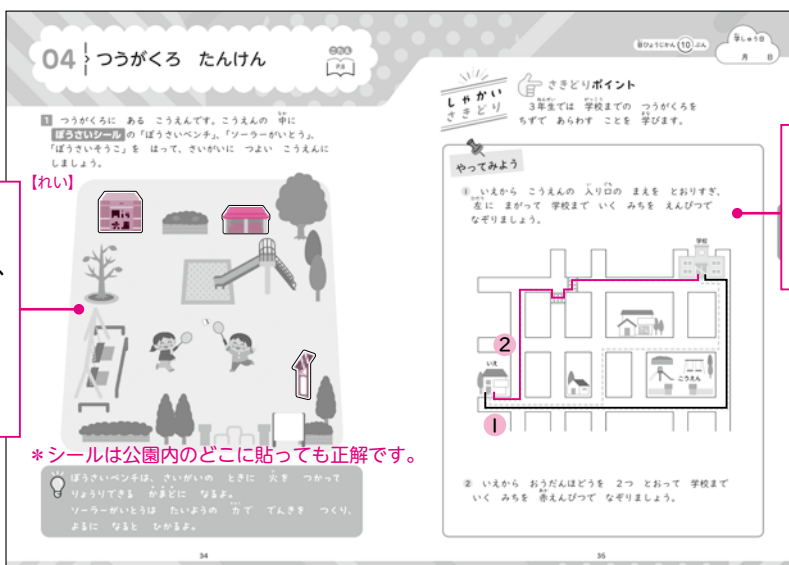 04 つうがくろ たんけん
こくご
P.8
1 つうがくろに ある こうえんです。こうえんの 中に
ぼうさいシール の「ぼうさいベンチ」、「ソーラーがいとう」、
「ぼうさいそうこ」を はって、さいがいに つよい こうえんに
しましょう。
【れい】
*シールは公園内のどこに貼っても正解です。
ぼうさいベンチは、さいがいの ときに 穴を つかって
りょうりできる かまどに なるよ。
ソーラーがいとうは たいようの 力で でんきを つくり、
よるに なると ひかるよ。
34
目ひょうじかん 10 ぷん
学しゅう日
月 日
しゃかい
さきどり
さきどりポイント
3年生では 学校までの つうがくろを
ちずで あらわす ことを 学びます。
やってみよう
① いえから こうえんの 入り口の まえを とおりすぎ、
左に まがって 学校まで いく みちを えんぴつで
なぞりましょう。
学校
2
いえ
こうえん
1
② いえから おうだんほどうを 2つ とおって 学校まで
いく みちを 赤えんぴつで なぞりましょう。
35